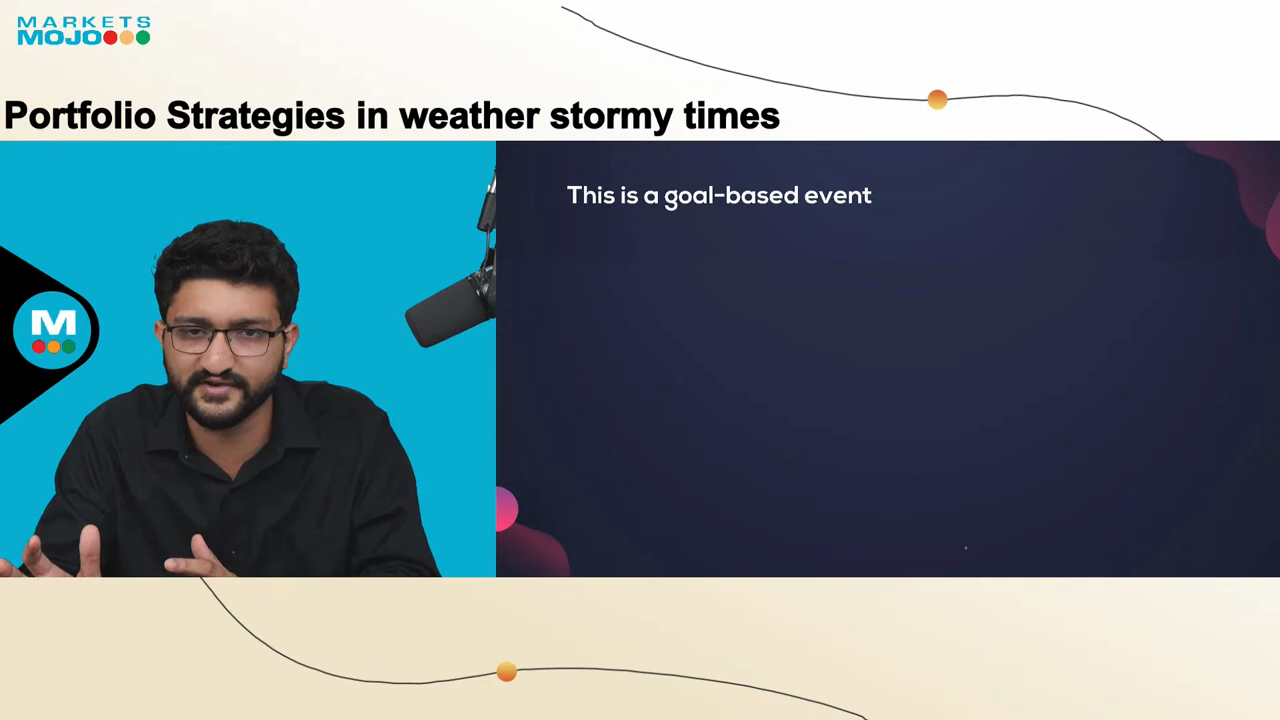 MARKETS
MOJO
Portfolio Strategies in weather stormy times
This is a goal-based event
M